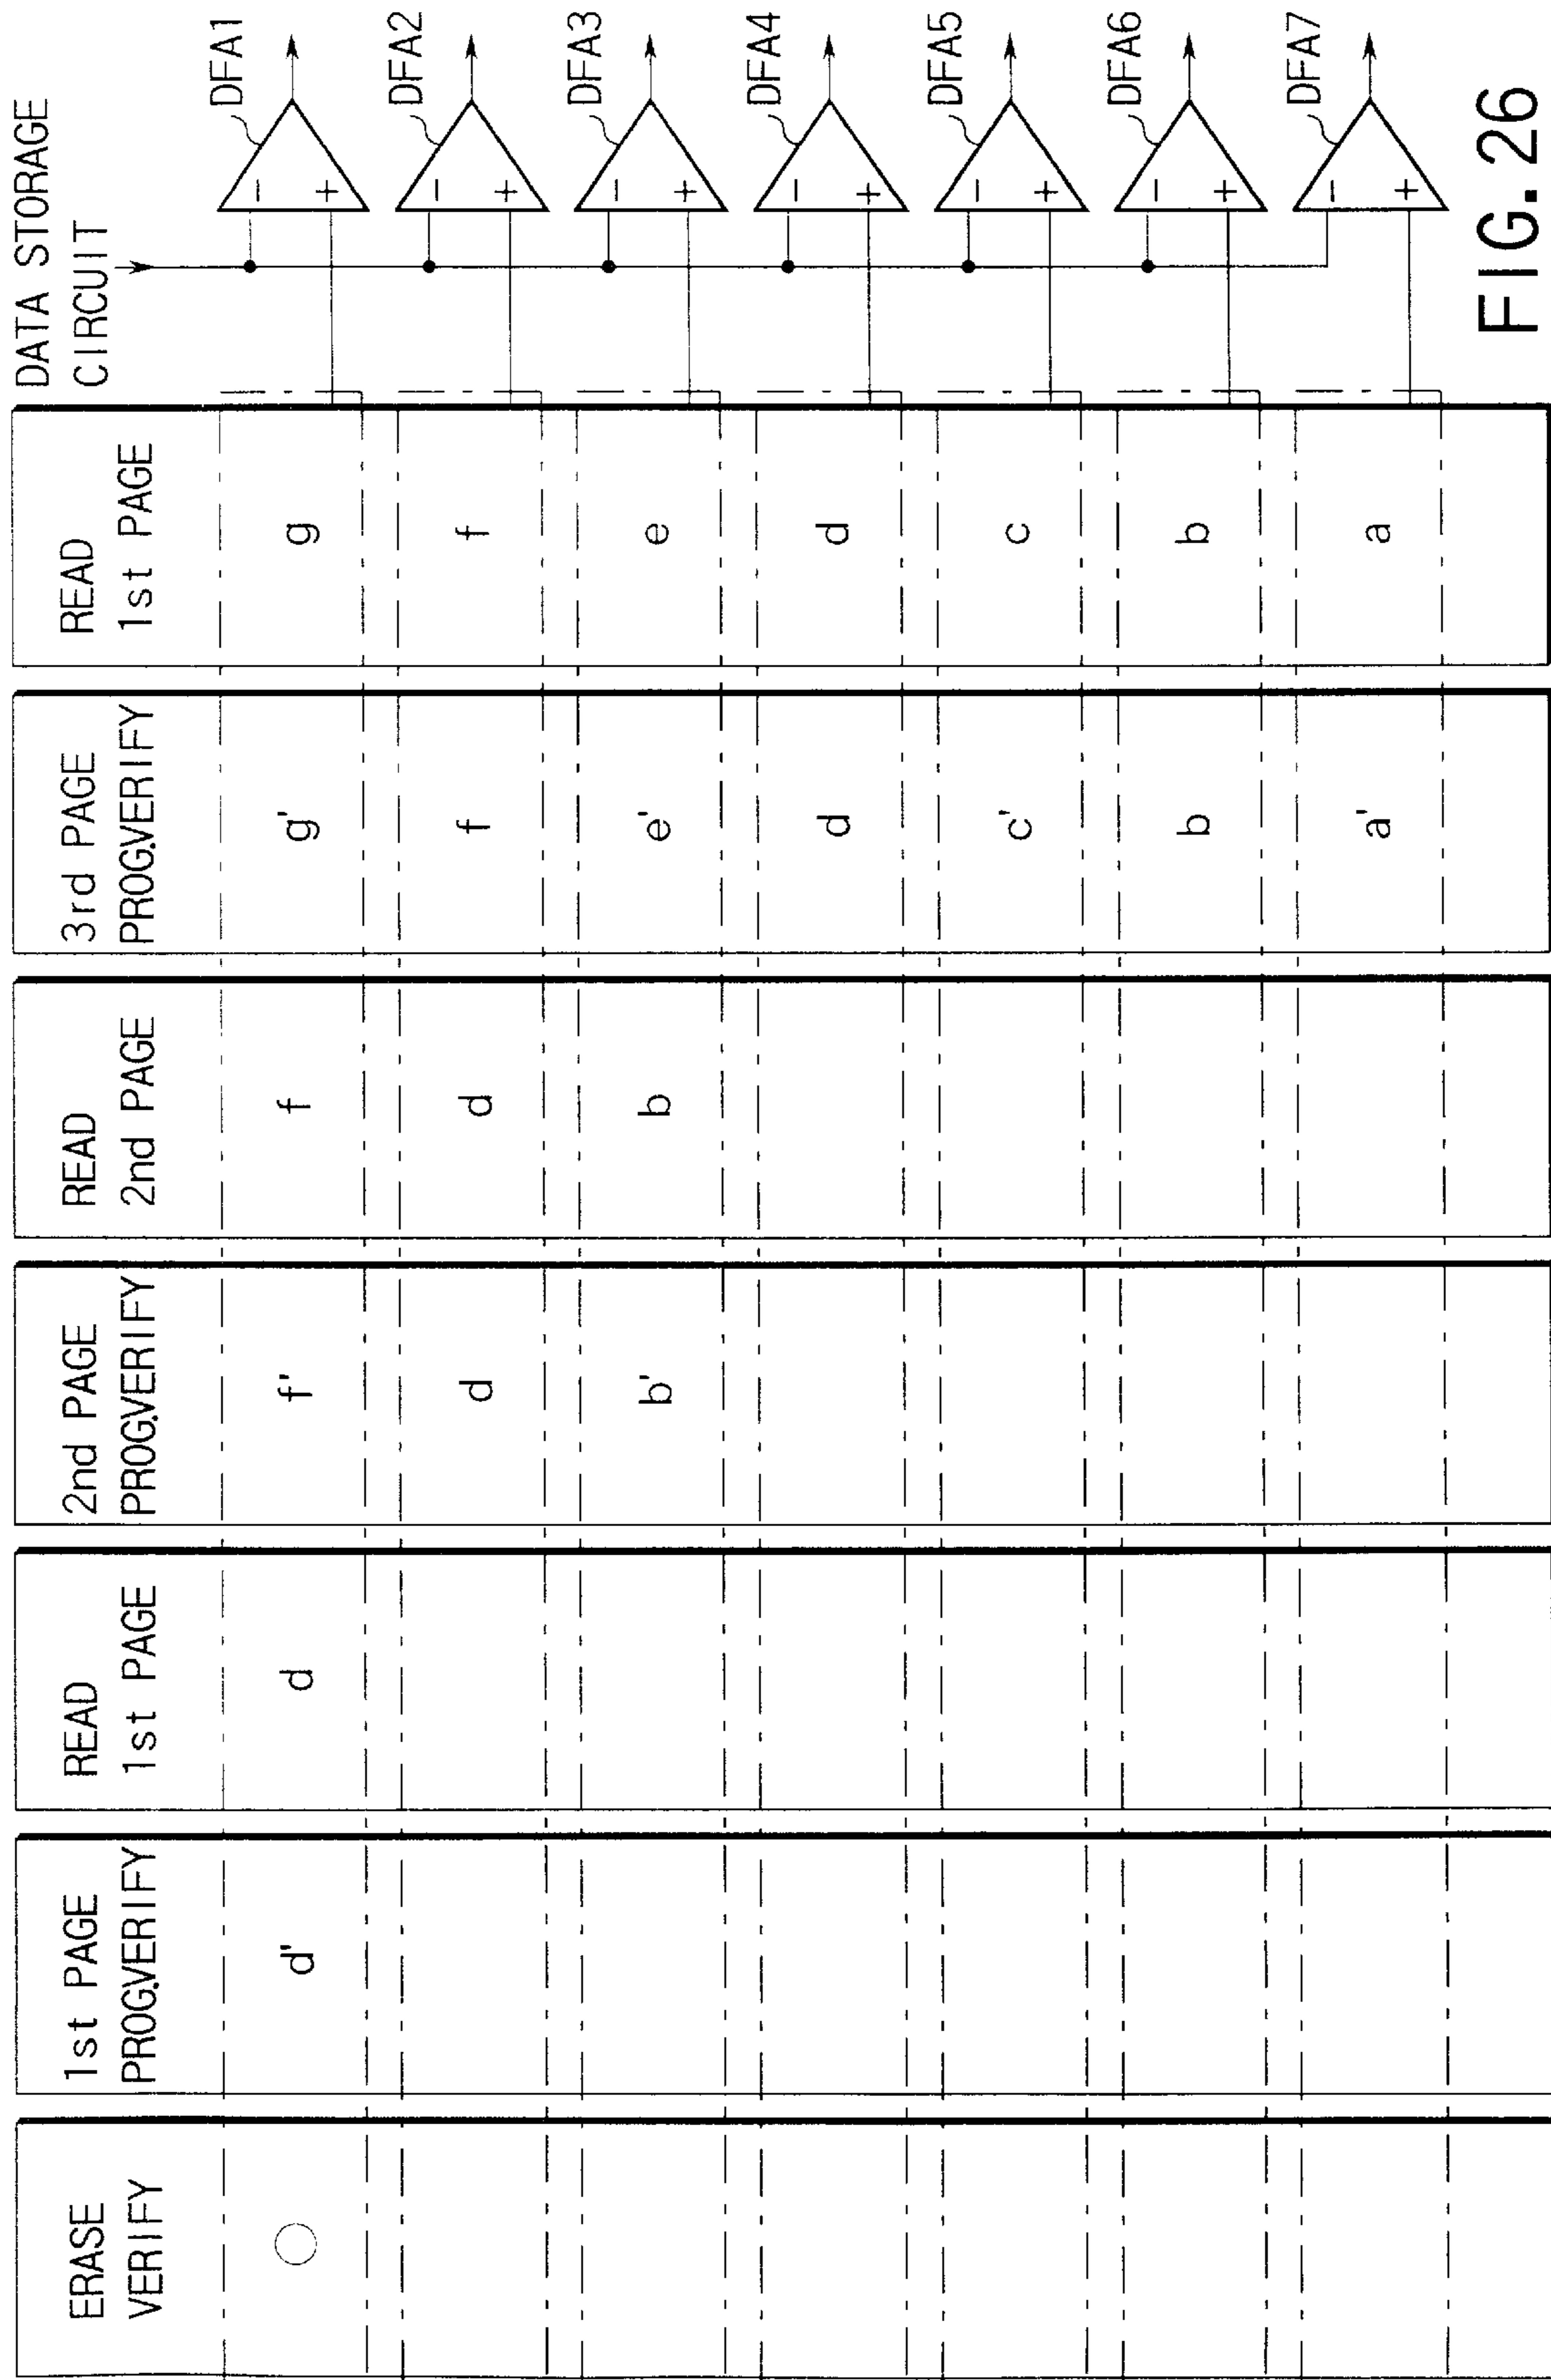 ERASE
VERIFY
1st PAGE
PROG.VERIFY
READ
1st PAGE
2nd PAGE
PROG.VERIFY
READ
2nd PAGE
3rd PAGE
PROG.VERIFY
READ
1st PAGE
DATA STORAGE
CIRCUIT
○ d' d f' f g' g − + DFA1
d d f f − + DFA2
b' b e' e − + DFA3
d d − + DFA4
c' c − + DFA5
b b − + DFA6
a' a − + DFA7
FIG. 26